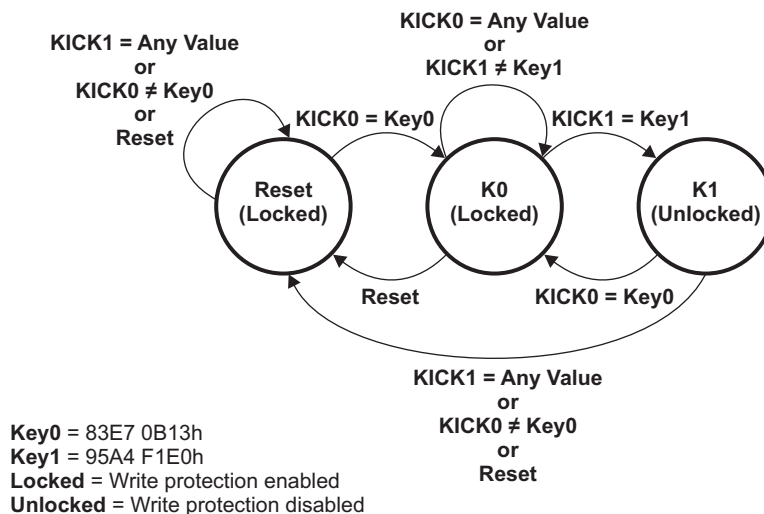 KICK0 = Any Value
or
KICK1 ≠ Key1
KICK1 = Any Value
or
KICK0 ≠ Key0
or
Reset
KICK0 = Key0
KICK1 = Key1
Reset
(Locked)
K0
(Locked)
K1
(Unlocked)
Reset
KICK0 = Key0
KICK1 = Any Value
or
KICK0 ≠ Key0
or
Reset
Key0 = 83E7 0B13h
Key1 = 95A4 F1E0h
Locked = Write protection enabled
Unlocked = Write protection disabled